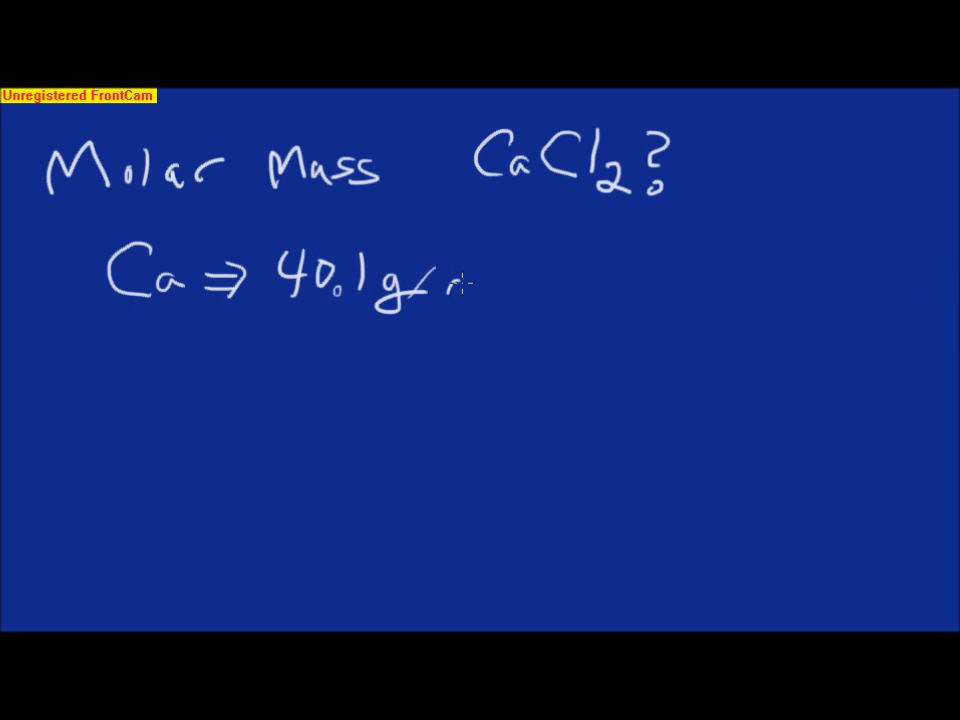 Unregistered FrontCam
Molar Mass CaCl₂?
Ca ⇒ 40.1 g/